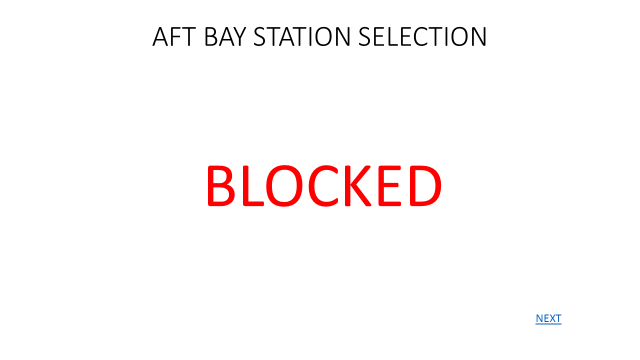 AFT BAY STATION SELECTION
BLOCKED
NEXT